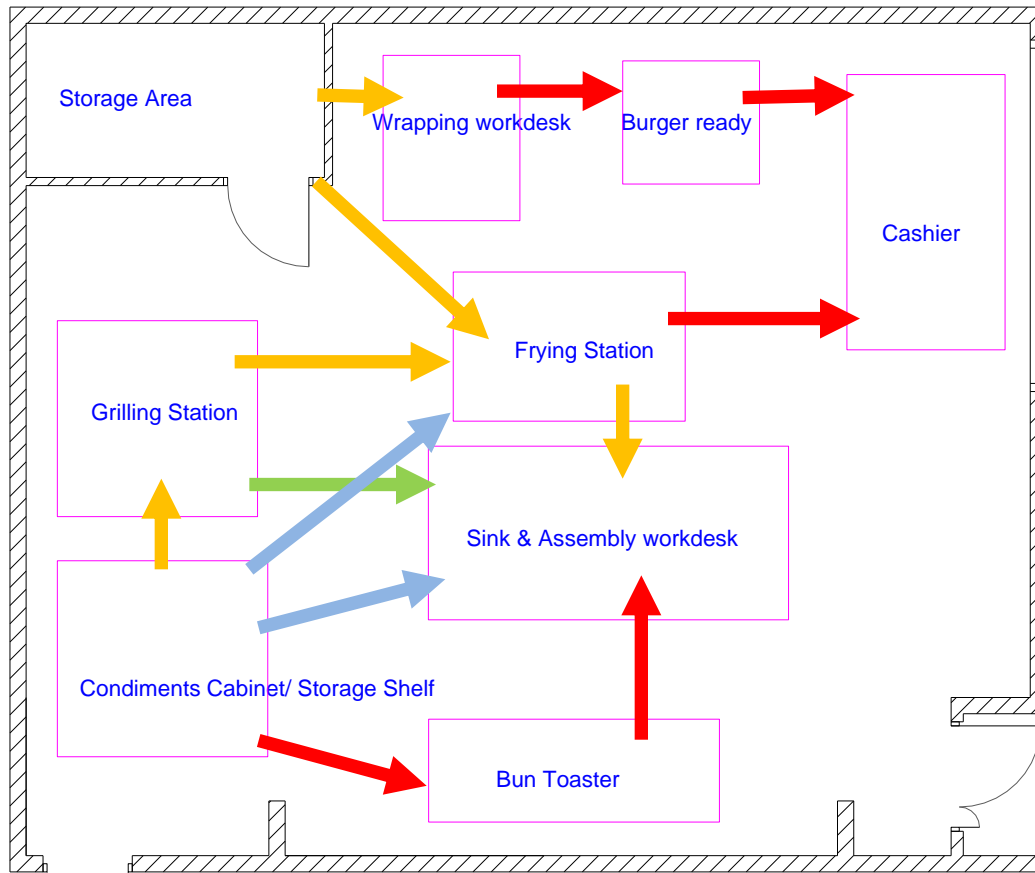 Storage Area
Wrapping workdesk
Burger ready
Cashier
Frying Station
Grilling Station
Sink & Assembly workdesk
Condiments Cabinet/ Storage Shelf
Bun Toaster